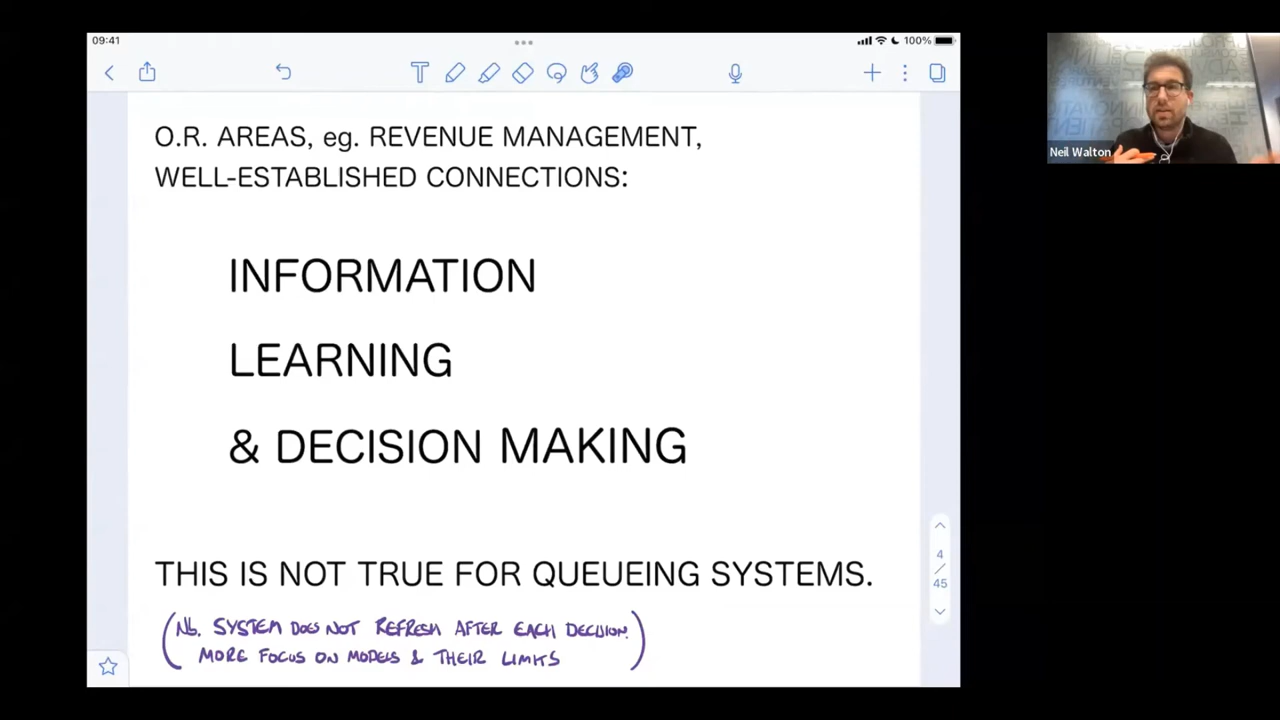 09:41
100%
O.R. AREAS, eg. REVENUE MANAGEMENT,
WELL-ESTABLISHED CONNECTIONS:
INFORMATION
LEARNING
& DECISION MAKING
THIS IS NOT TRUE FOR QUEUEING SYSTEMS.
(Nb. SYSTEM DOES NOT REFRESH AFTER EACH DECISION.
MORE FOCUS ON MODELS & THEIR LIMITS)
4
/
45
Neil Walton